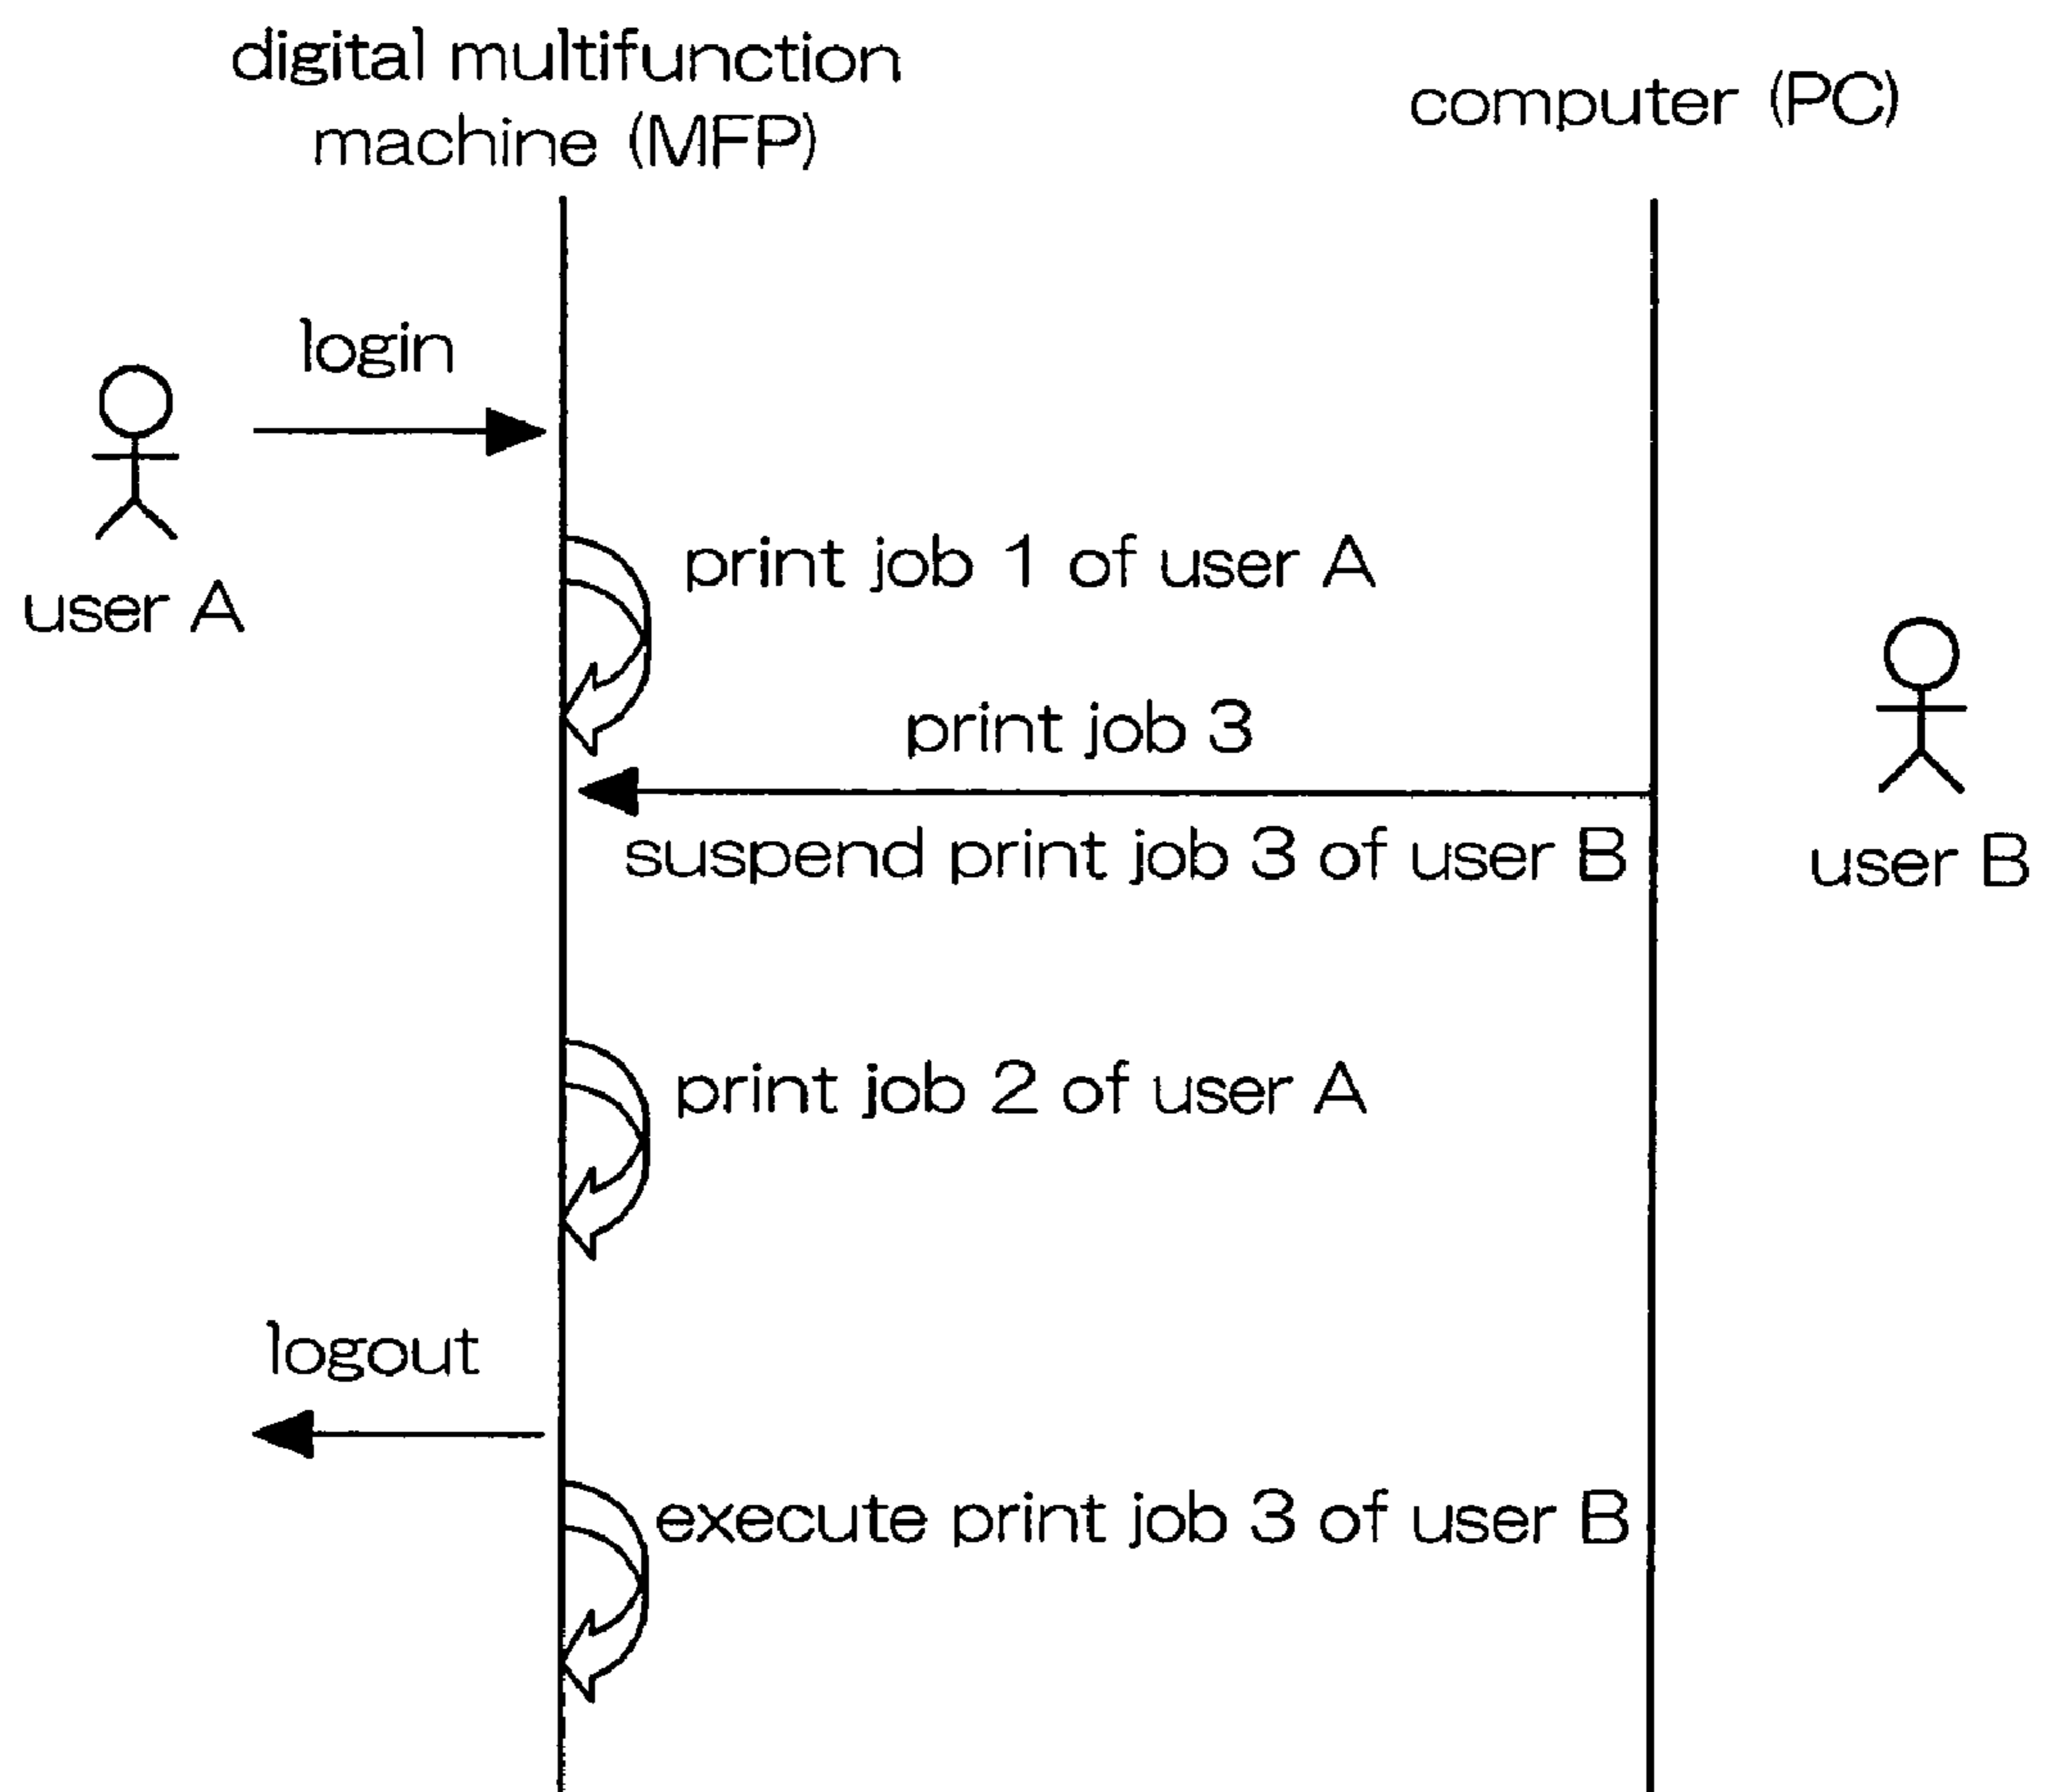 digital multifunction
machine (MFP)
computer (PC)
login
user A
print job 1 of user A
print job 3
suspend print job 3 of user B
user B
print job 2 of user A
logout
execute print job 3 of user B